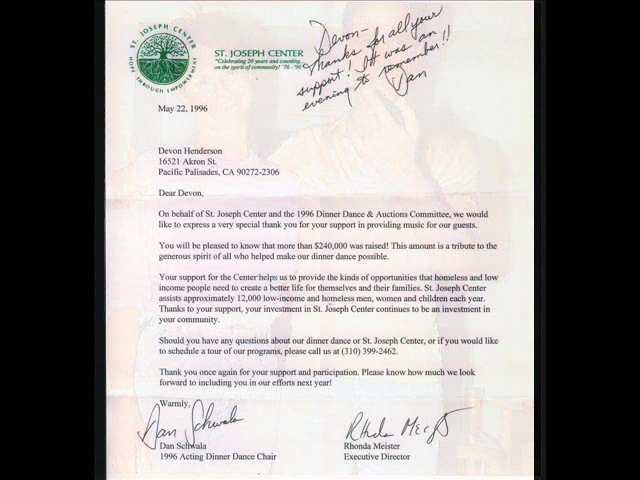 ST. JOSEPH CENTER
HOPE THROUGH EMPOWERMENT
ST. JOSEPH CENTER
"Celebrating 20 years and counting...
on the spirit of community! '76 - '96"
Devon-
Thanks for all your
support! It was an
evening to remember!!
Dan
May 22, 1996
Devon Henderson
16521 Akron St.
Pacific Palisades, CA 90272-2306
Dear Devon,
On behalf of St. Joseph Center and the 1996 Dinner Dance & Auctions Committee, we would
like to express a very special thank you for your support in providing music for our guests.
You will be pleased to know that more than $240,000 was raised! This amount is a tribute to the
generous spirit of all who helped make our dinner dance possible.
Your support for the Center helps us to provide the kinds of opportunities that homeless and low
income people need to create a better life for themselves and their families. St. Joseph Center
assists approximately 12,000 low-income and homeless men, women and children each year.
Thanks to your support, your investment in St. Joseph Center continues to be an investment in
your community.
Should you have any questions about our dinner dance or St. Joseph Center, or if you would like
to schedule a tour of our programs, please call us at (310) 399-2462.
Thank you once again for your support and participation. Please know how much we look
forward to including you in our efforts next year!
Warmly,
Dan Schwala
Rhonda Meister
Dan Schwala
Rhonda Meister
1996 Acting Dinner Dance Chair
Executive Director